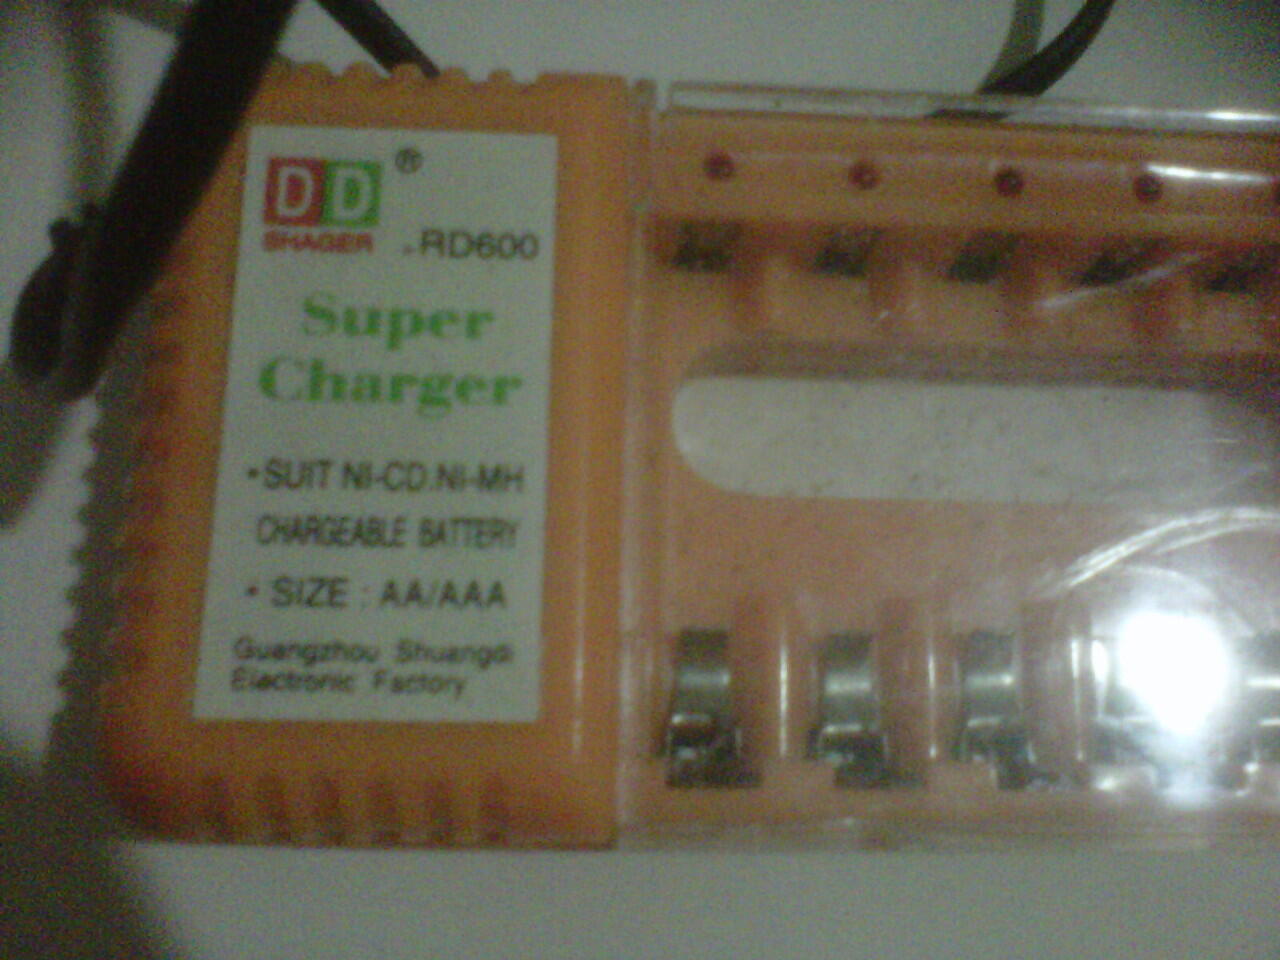 DD ®
SHAGER
.RD600
Super
Charger
•SUIT NI-CD.NI-MH
CHARGEABLE BATTERY
• SIZE : AA/AAA
Guangzhou Shuangdi
Electronic Factory